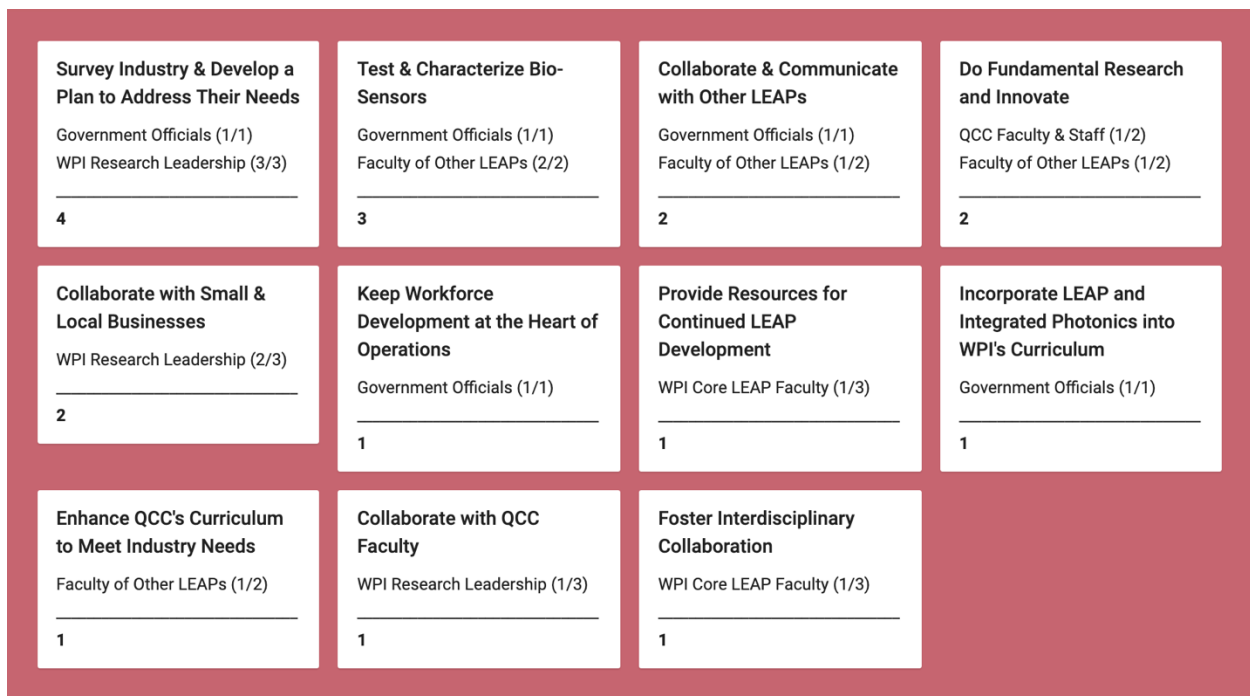 Survey Industry & Develop a
Plan to Address Their Needs
Government Officials (1/1)
WPI Research Leadership (3/3)
4
Test & Characterize Bio-
Sensors
Government Officials (1/1)
Faculty of Other LEAPs (2/2)
3
Collaborate & Communicate
with Other LEAPs
Government Officials (1/1)
Faculty of Other LEAPs (1/2)
2
Do Fundamental Research
and Innovate
QCC Faculty & Staff (1/2)
Faculty of Other LEAPs (1/2)
2
Collaborate with Small &
Local Businesses
WPI Research Leadership (2/3)
2
Keep Workforce
Development at the Heart of
Operations
Government Officials (1/1)
1
Provide Resources for
Continued LEAP
Development
WPI Core LEAP Faculty (1/3)
1
Incorporate LEAP and
Integrated Photonics into
WPI's Curriculum
Government Officials (1/1)
1
Enhance QCC's Curriculum
to Meet Industry Needs
Faculty of Other LEAPs (1/2)
1
Collaborate with QCC
Faculty
WPI Research Leadership (1/3)
1
Foster Interdisciplinary
Collaboration
WPI Core LEAP Faculty (1/3)
1